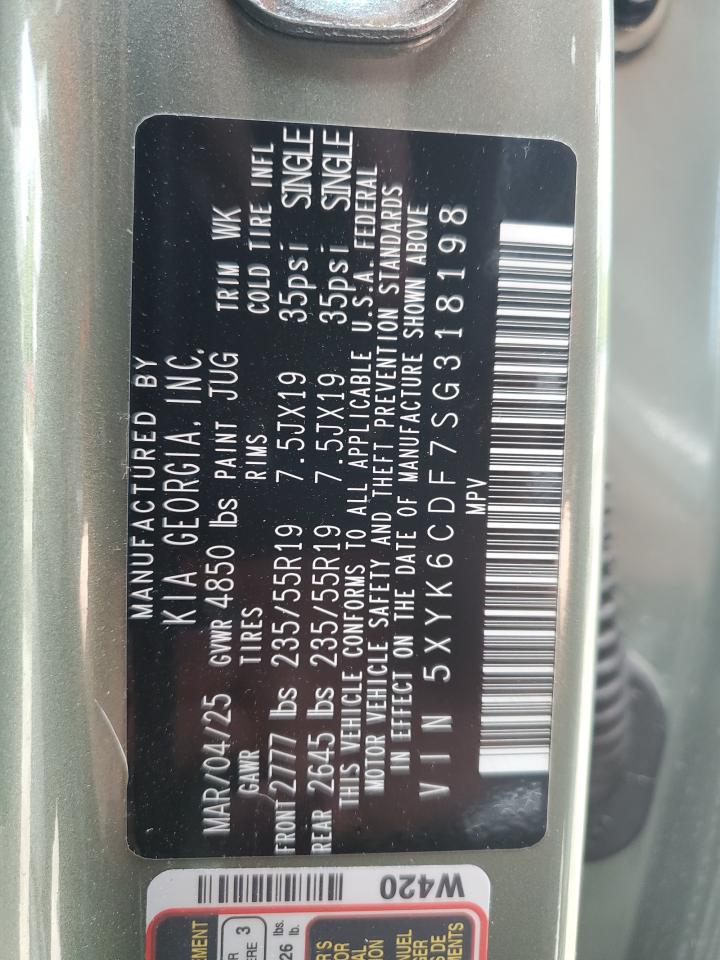 MANUFACTURED BY
KIA GEORGIA, INC.
MAR/04/25 GVWR 4850 lbs PAINT JUG TRIM WK
GAWR TIRES RIMS COLD TIRE INFL
FRONT 2777 lbs 235/55R19 7.5JX19 35psi SINGLE
REAR 2645 lbs 235/55R19 7.5JX19 35psi SINGLE
THIS VEHICLE CONFORMS TO ALL APPLICABLE U.S.A. FEDERAL
MOTOR VEHICLE SAFETY AND THEFT PREVENTION STANDARDS
IN EFFECT ON THE DATE OF MANUFACTURE SHOWN ABOVE
VIN 5XYK6CDF7SG318198
MPV
W420
3
lbs.
lb.